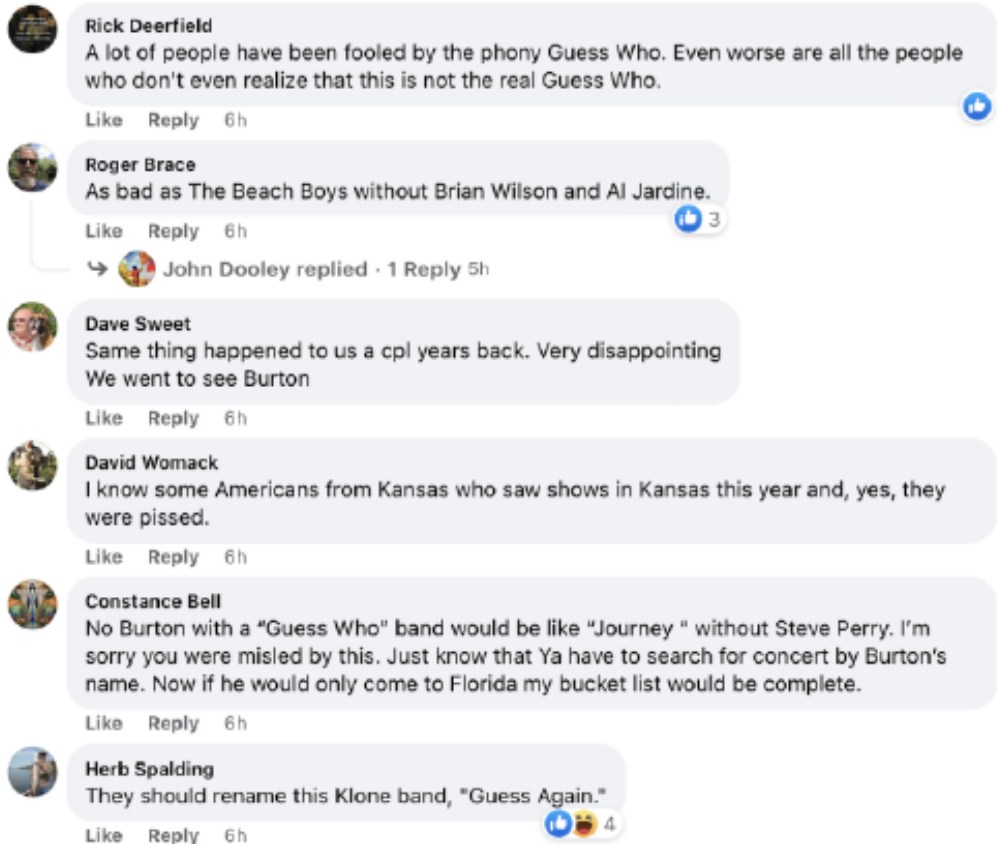 Rick Deerfield
A lot of people have been fooled by the phony Guess Who. Even worse are all the people
who don't even realize that this is not the real Guess Who.
Like Reply 6h
Roger Brace
As bad as The Beach Boys without Brian Wilson and Al Jardine.
3
Like Reply 6h
John Dooley replied · 1 Reply 5h
Dave Sweet
Same thing happened to us a cpl years back. Very disappointing
We went to see Burton
Like Reply 6h
David Womack
I know some Americans from Kansas who saw shows in Kansas this year and, yes, they
were pissed.
Like Reply 6h
Constance Bell
No Burton with a “Guess Who” band would be like “Journey “ without Steve Perry. I’m
sorry you were misled by this. Just know that Ya have to search for concert by Burton’s
name. Now if he would only come to Florida my bucket list would be complete.
Like Reply 6h
Herb Spalding
They should rename this Klone band, "Guess Again."
4
Like Reply 6h